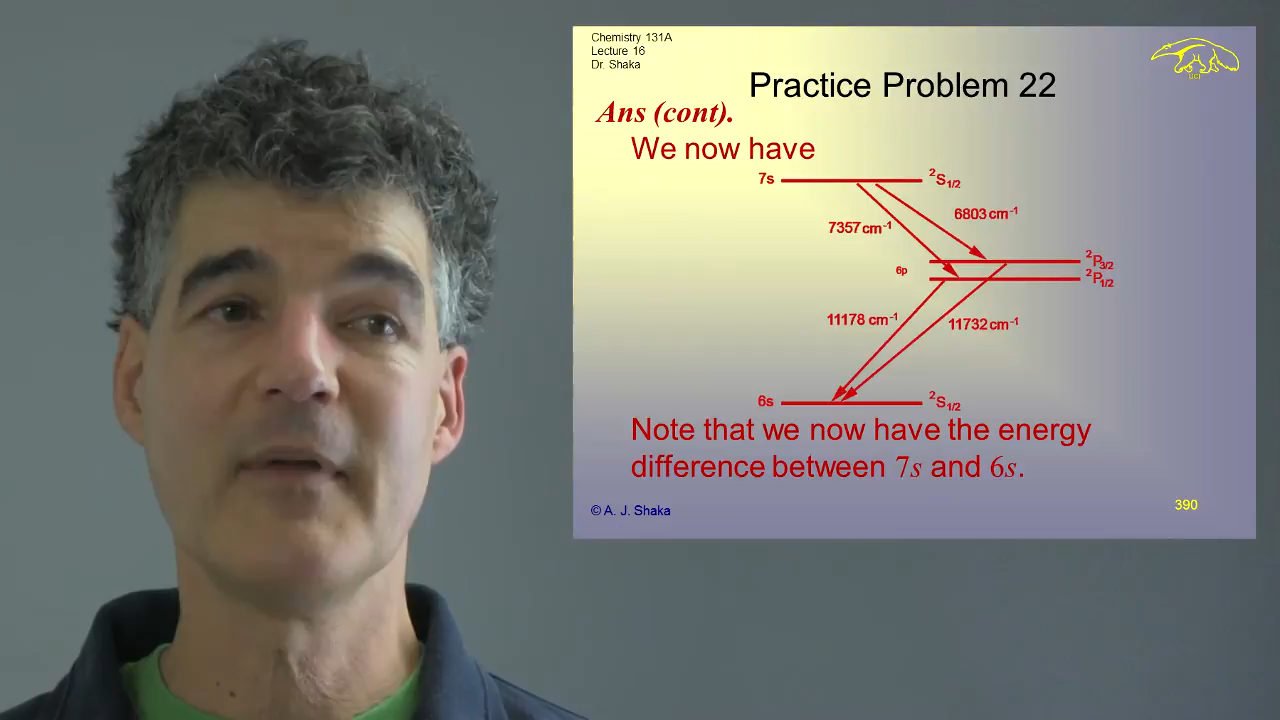 Chemistry 131A
Lecture 16
Dr. Shaka
UCI
Practice Problem 22
Ans (cont).
We now have
7s
²S₁/₂
6803 cm⁻¹
7357 cm⁻¹
6p
²P₃/₂
²P₁/₂
11178 cm⁻¹
11732 cm⁻¹
6s
²S₁/₂
Note that we now have the energy
difference between 7s and 6s.
© A. J. Shaka
390